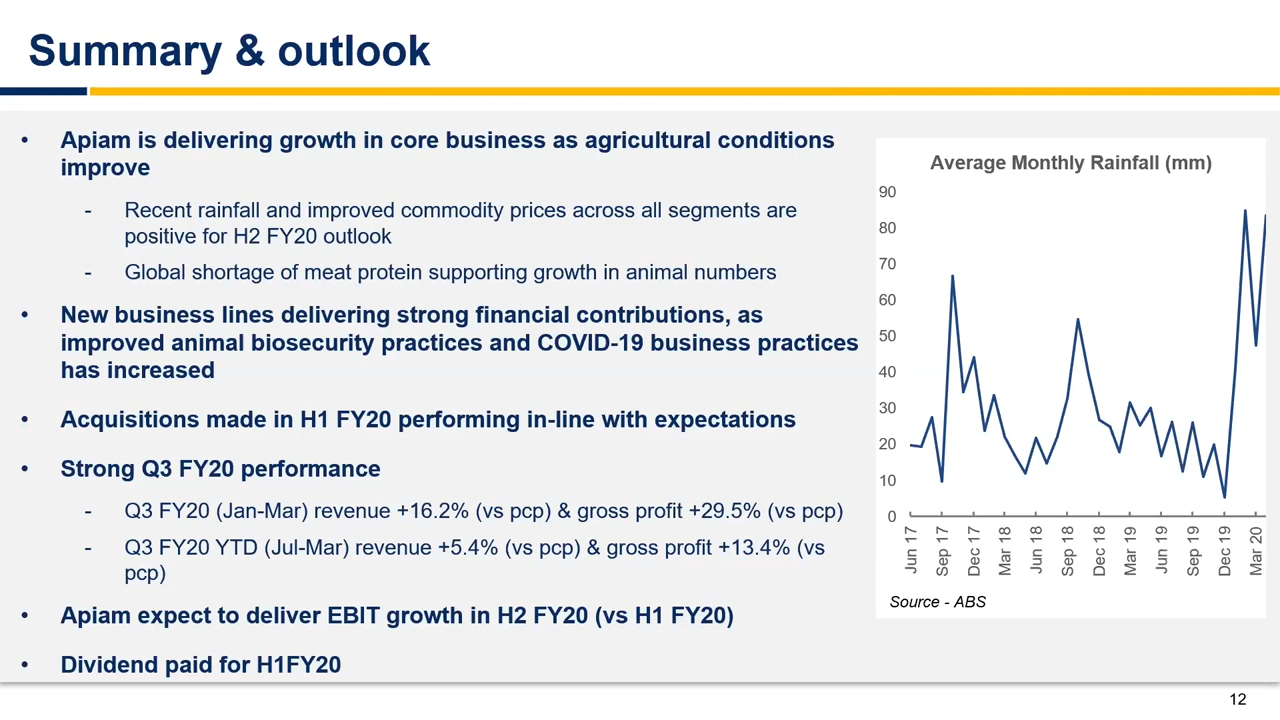 Summary & outlook
• Apiam is delivering growth in core business as agricultural conditions
improve
- Recent rainfall and improved commodity prices across all segments are
positive for H2 FY20 outlook
- Global shortage of meat protein supporting growth in animal numbers
• New business lines delivering strong financial contributions, as
improved animal biosecurity practices and COVID-19 business practices
has increased
• Acquisitions made in H1 FY20 performing in-line with expectations
• Strong Q3 FY20 performance
- Q3 FY20 (Jan-Mar) revenue +16.2% (vs pcp) & gross profit +29.5% (vs pcp)
- Q3 FY20 YTD (Jul-Mar) revenue +5.4% (vs pcp) & gross profit +13.4% (vs
pcp)
• Apiam expect to deliver EBIT growth in H2 FY20 (vs H1 FY20)
• Dividend paid for H1FY20
Average Monthly Rainfall (mm)
90
80
70
60
50
40
30
20
10
0
Jun 17
Sep 17
Dec 17
Mar 18
Jun 18
Sep 18
Dec 18
Mar 19
Jun 19
Sep 19
Dec 19
Mar 20
Source - ABS
12